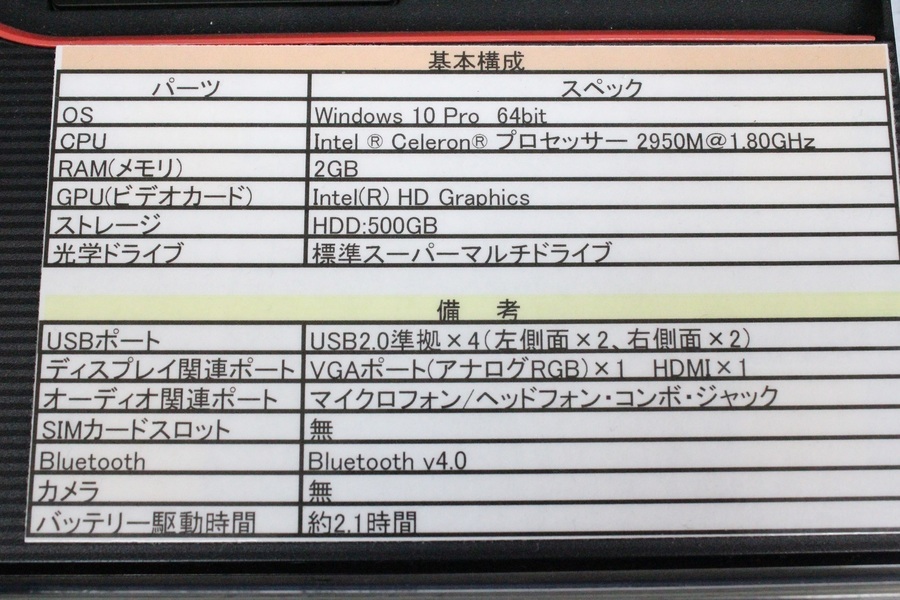 基本構成
パーツ スペック
OS Windows 10 Pro 64bit
CPU Intel ® Celeron® プロセッサー 2950M@1.80GHz
RAM(メモリ) 2GB
GPU(ビデオカード) Intel(R) HD Graphics
ストレージ HDD:500GB
光学ドライブ 標準スーパーマルチドライブ
備 考
USBポート USB2.0準拠×4(左側面×2、右側面×2)
ディスプレイ関連ポート VGAポート(アナログRGB)×1 HDMI×1
オーディオ関連ポート マイクロフォン/ヘッドフォン・コンボ・ジャック
SIMカードスロット 無
Bluetooth Bluetooth v4.0
カメラ 無
バッテリー駆動時間 約2.1時間